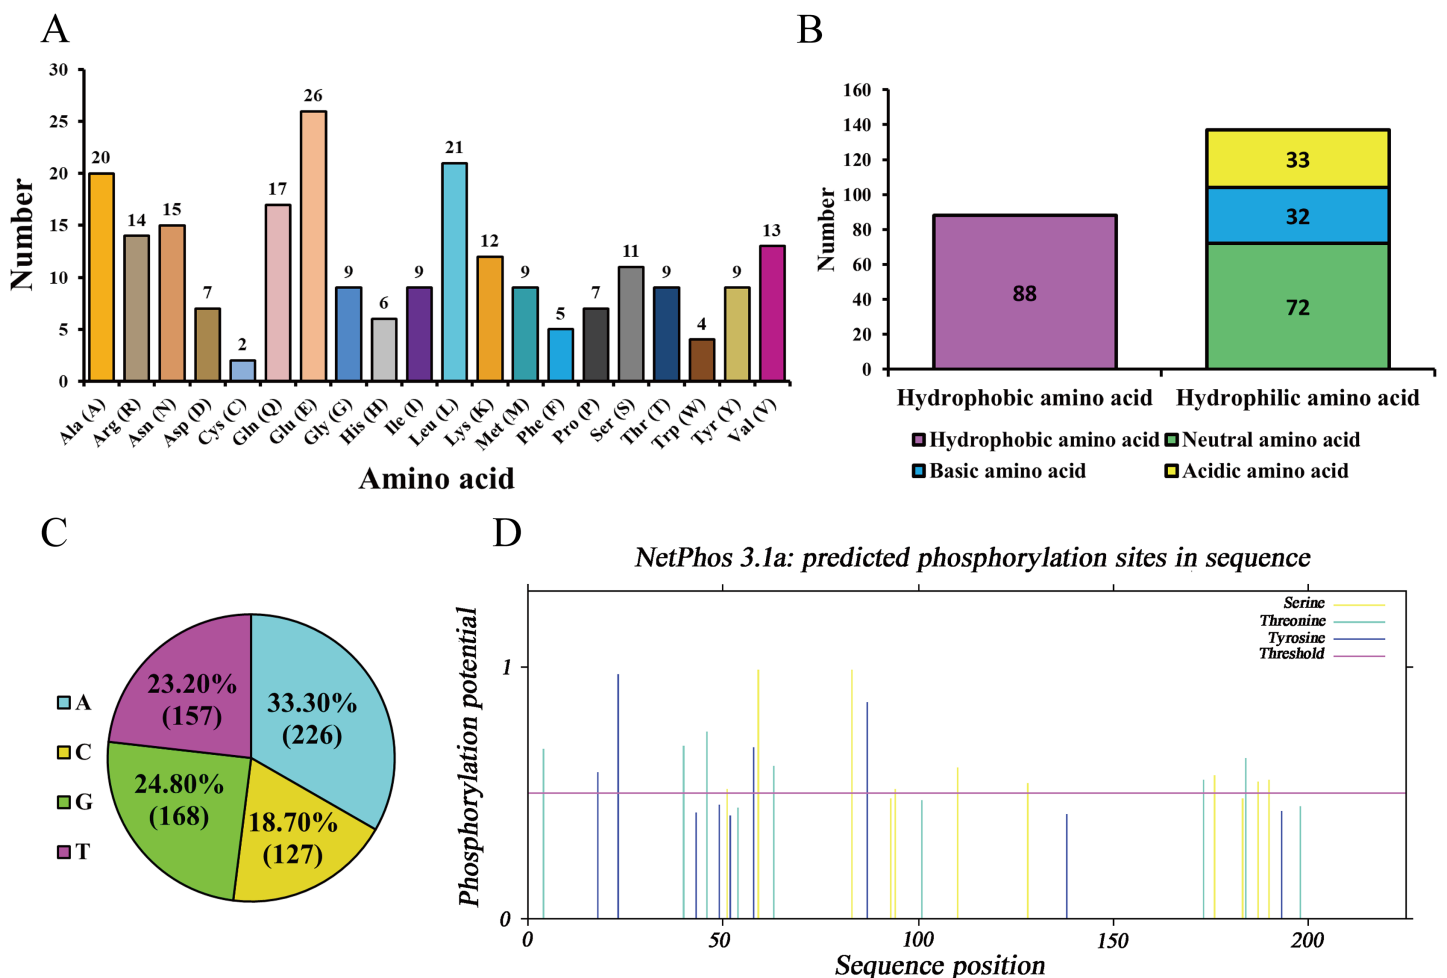 A
30
25
20
15
10
5
0
Number
20
14
15
7
2
17
26
9
6
9
21
12
9
5
7
11
9
4
9
13
Ala (A)
Arg (R)
Asn (N)
Asp (D)
Cys (C)
Gln (Q)
Glu (E)
Gly (G)
His (H)
Ile (I)
Leu (L)
Lys (K)
Met (M)
Phe (F)
Pro (P)
Ser (S)
Thr (T)
Trp (W)
Tyr (Y)
Val (V)
Amino acid
B
160
140
120
100
80
60
40
20
0
Number
88
33
32
72
Hydrophobic amino acid
Hydrophilic amino acid
Hydrophobic amino acid
Neutral amino acid
Basic amino acid
Acidic amino acid
C
A
C
G
T
23.20%
(157)
33.30%
(226)
24.80%
(168)
18.70%
(127)
D
NetPhos 3.1a: predicted phosphorylation sites in sequence
Phosphorylation potential
1
0
Serine
Threonine
Tyrosine
Threshold
0
50
100
150
200
Sequence position